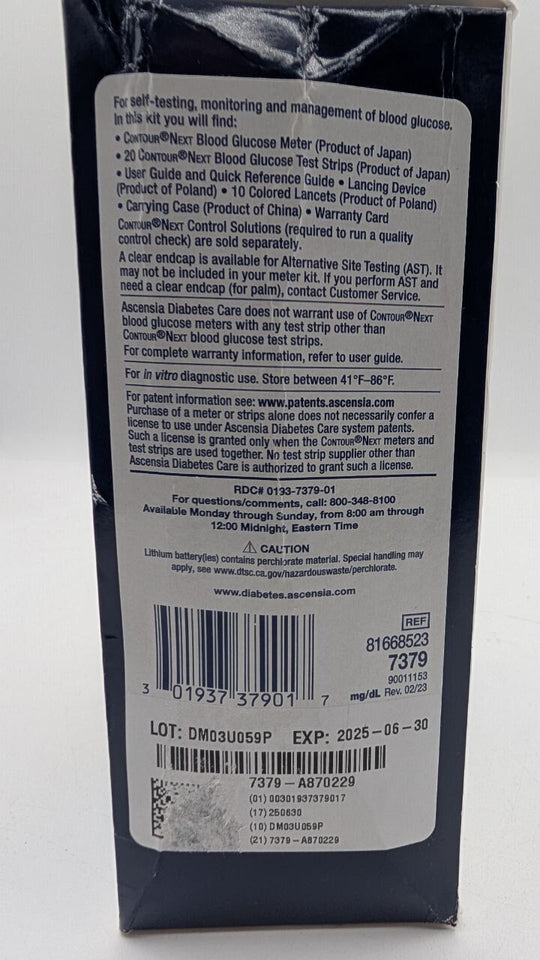 For self-testing, monitoring and management of blood glucose.
In this kit you will find:
• CONTOUR®NEXT Blood Glucose Meter (Product of Japan)
• 20 CONTOUR®NEXT Blood Glucose Test Strips (Product of Japan)
• User Guide and Quick Reference Guide • Lancing Device
(Product of Poland) • 10 Colored Lancets (Product of Poland)
• Carrying Case (Product of China) • Warranty Card
CONTOUR®NEXT Control Solutions (required to run a quality
control check) are sold separately.
A clear endcap is available for Alternative Site Testing (AST). It
may not be included in your meter kit. If you perform AST and
need a clear endcap (for palm), contact Customer Service.
Ascensia Diabetes Care does not warrant use of CONTOUR®NEXT
blood glucose meters with any test strip other than
CONTOUR®NEXT blood glucose test strips.
For complete warranty information, refer to user guide.
For in vitro diagnostic use. Store between 41°F–86°F.
For patent information see: www.patents.ascensia.com
Purchase of a meter or strips alone does not necessarily confer a
license to use under Ascensia Diabetes Care system patents.
Such a license is granted only when the CONTOUR®NEXT meters and
test strips are used together. No test strip supplier other than
Ascensia Diabetes Care is authorized to grant such a license.
RDC# 0193-7379-01
For questions/comments, call: 800-348-8100
Available Monday through Sunday, from 8:00 am through
12:00 Midnight, Eastern Time
⚠ CAUTION
Lithium battery(ies) contains perchlorate material. Special handling may
apply, see www.dtsc.ca.gov/hazardouswaste/perchlorate.
www.diabetes.ascensia.com
REF
81668523
7379
90011153
mg/dL Rev. 02/23
3 01937 37901 7
LOT: DM03U059P EXP: 2025-06-30
7379-A870229
(01) 00301937379017
(17) 250630
(10) DM03U059P
(21) 7379-A870229